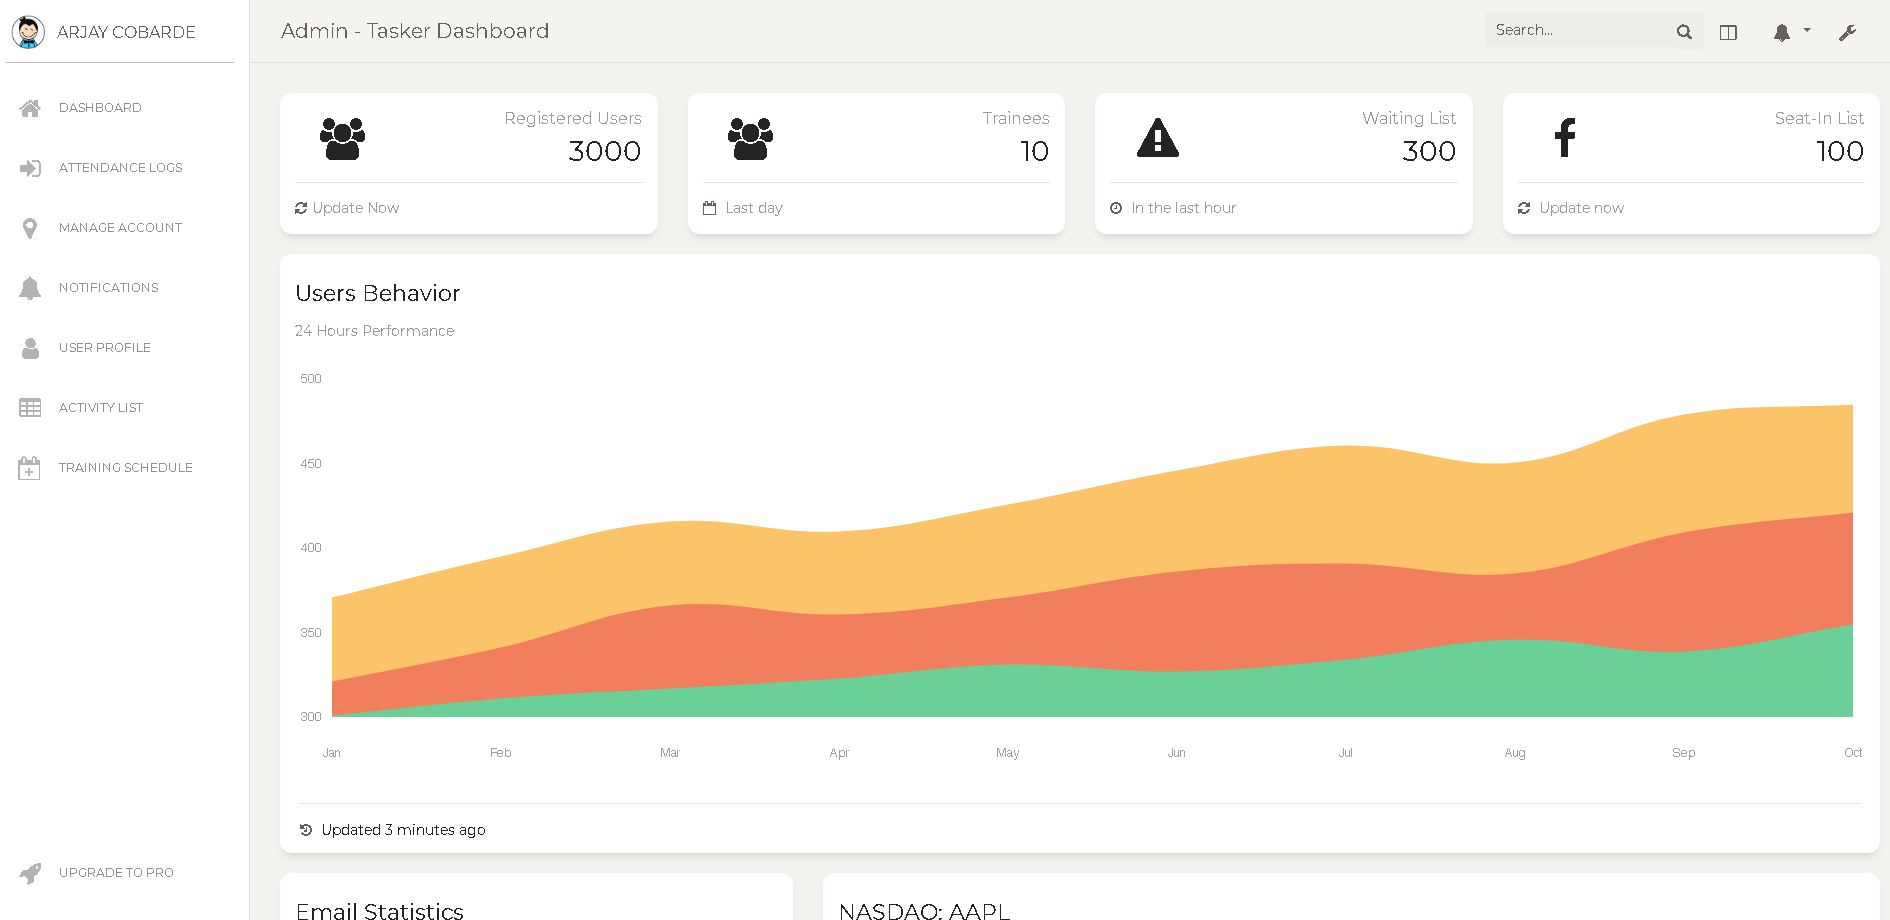 ARJAY COBARDE
DASHBOARD
ATTENDANCE LOGS
MANAGE ACCOUNT
NOTIFICATIONS
USER PROFILE
ACTIVITY LIST
TRAINING SCHEDULE
UPGRADE TO PRO
Admin - Tasker Dashboard
Search...
Registered Users
3000
Update Now
Trainees
10
Last day
Waiting List
300
In the last hour
Seat-In List
100
Update now
Users Behavior
24 Hours Performance
500
450
400
350
300
Jan Feb Mar Apr May Jun Jul Aug Sep Oct
Updated 3 minutes ago
Email Statistics
NASDAQ: AAPL